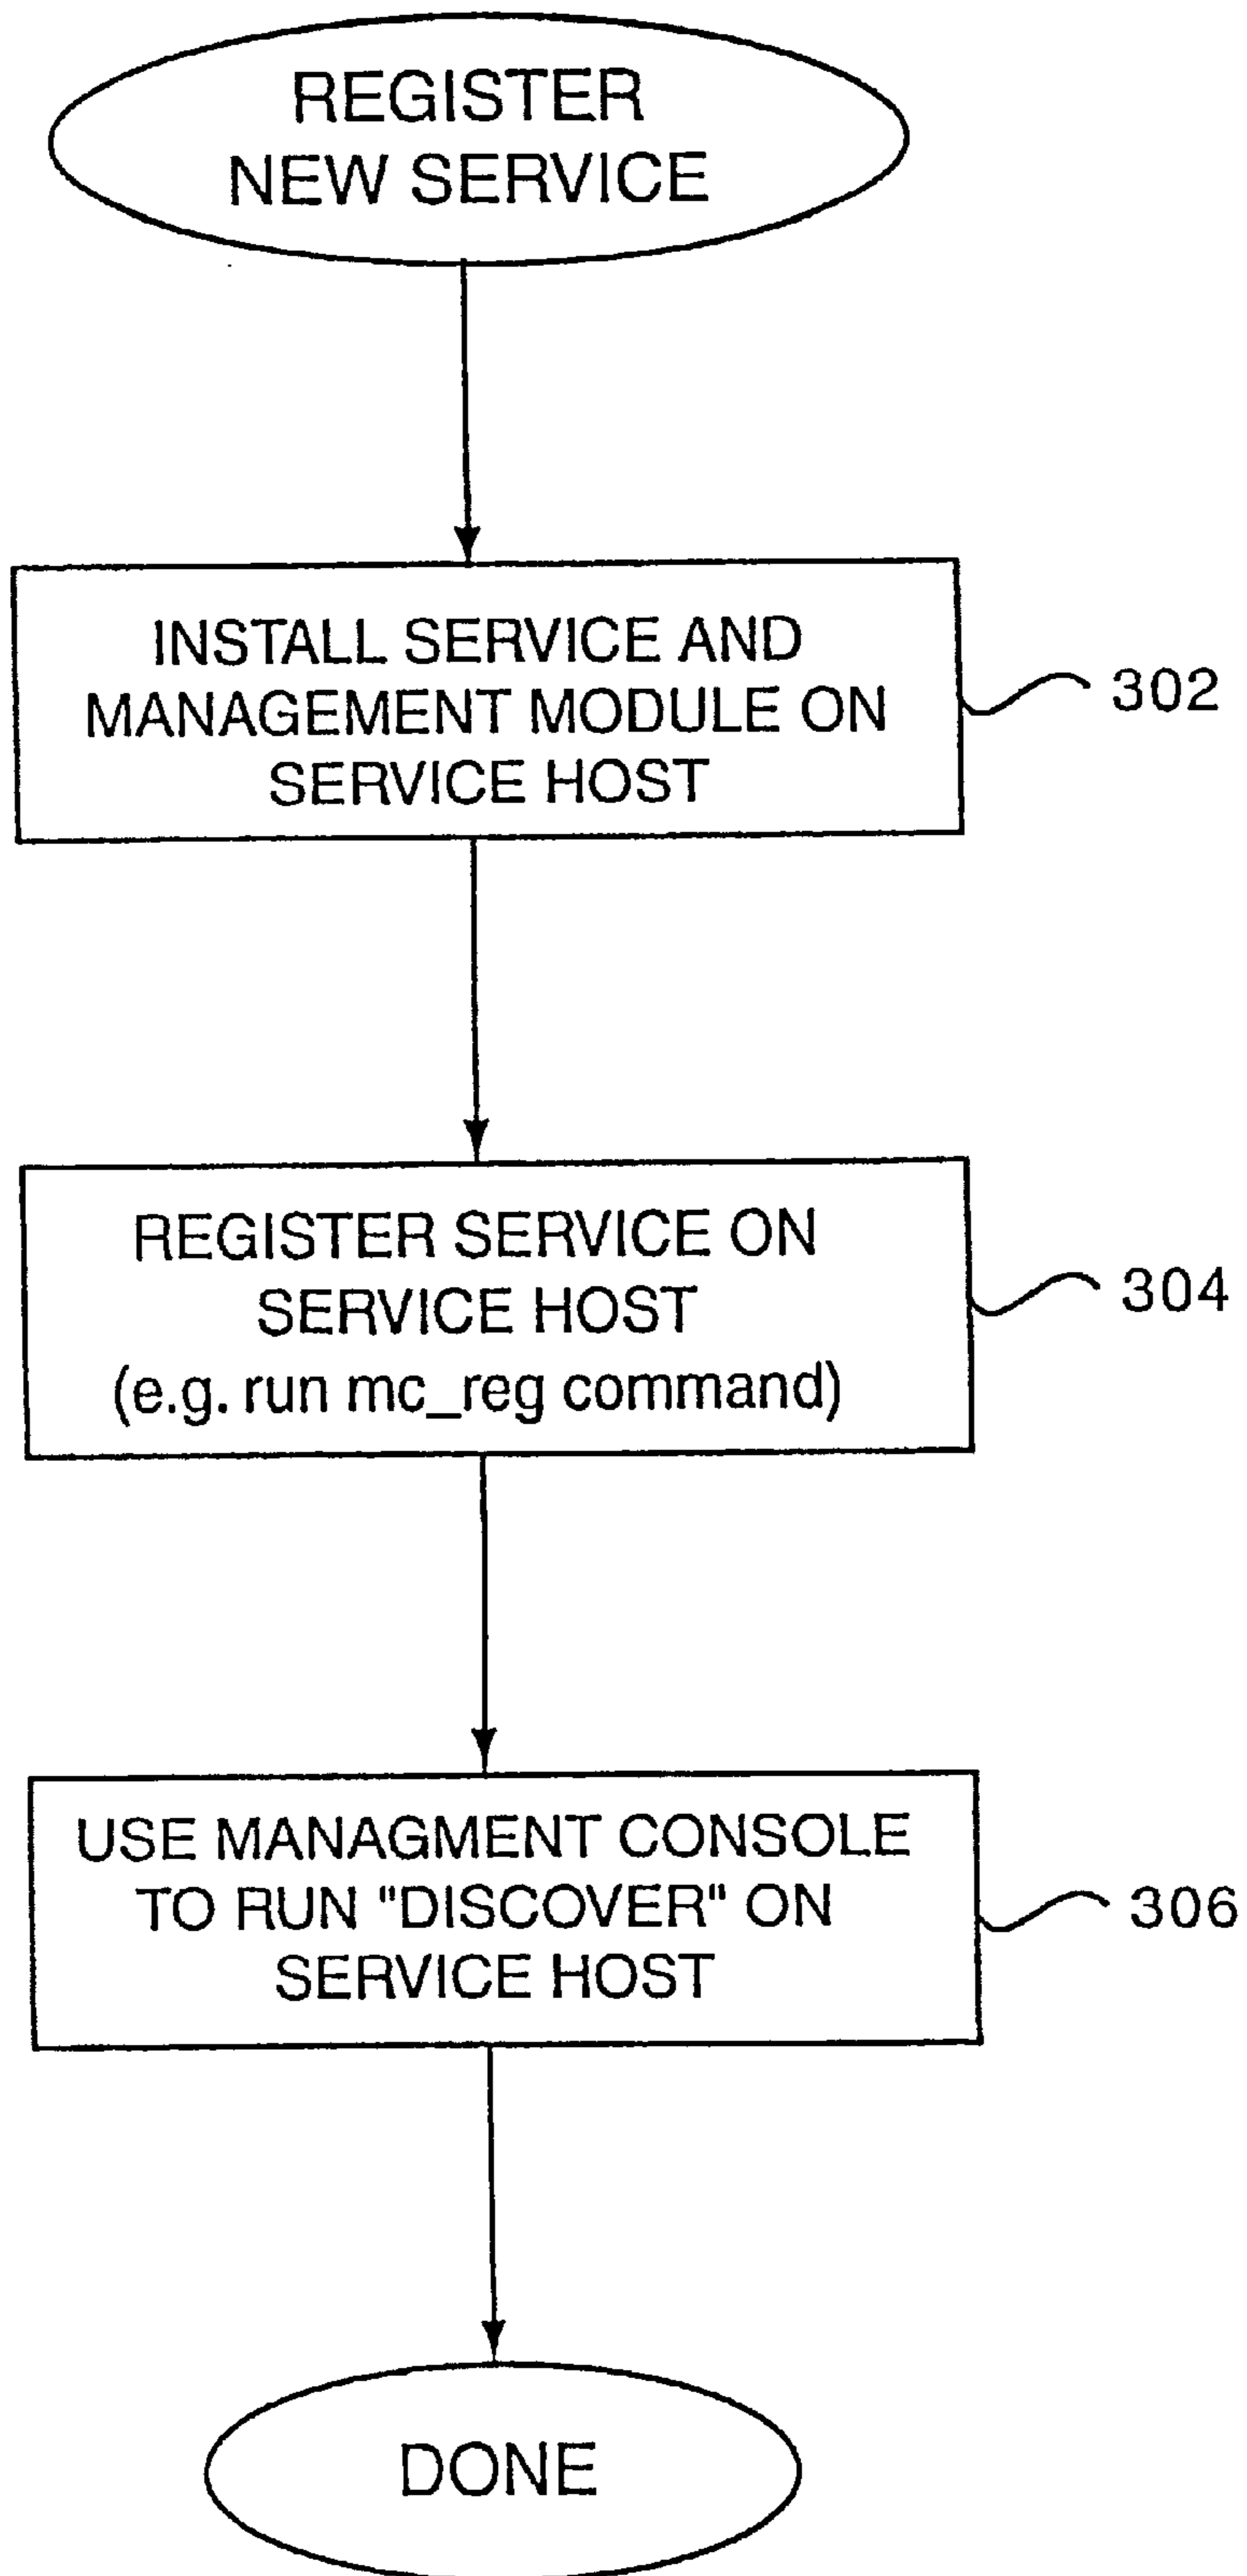 REGISTER
NEW SERVICE
INSTALL SERVICE AND
MANAGEMENT MODULE ON
SERVICE HOST
302
REGISTER SERVICE ON
SERVICE HOST
(e.g. run mc_reg command)
304
USE MANAGMENT CONSOLE
TO RUN "DISCOVER" ON
SERVICE HOST
306
DONE